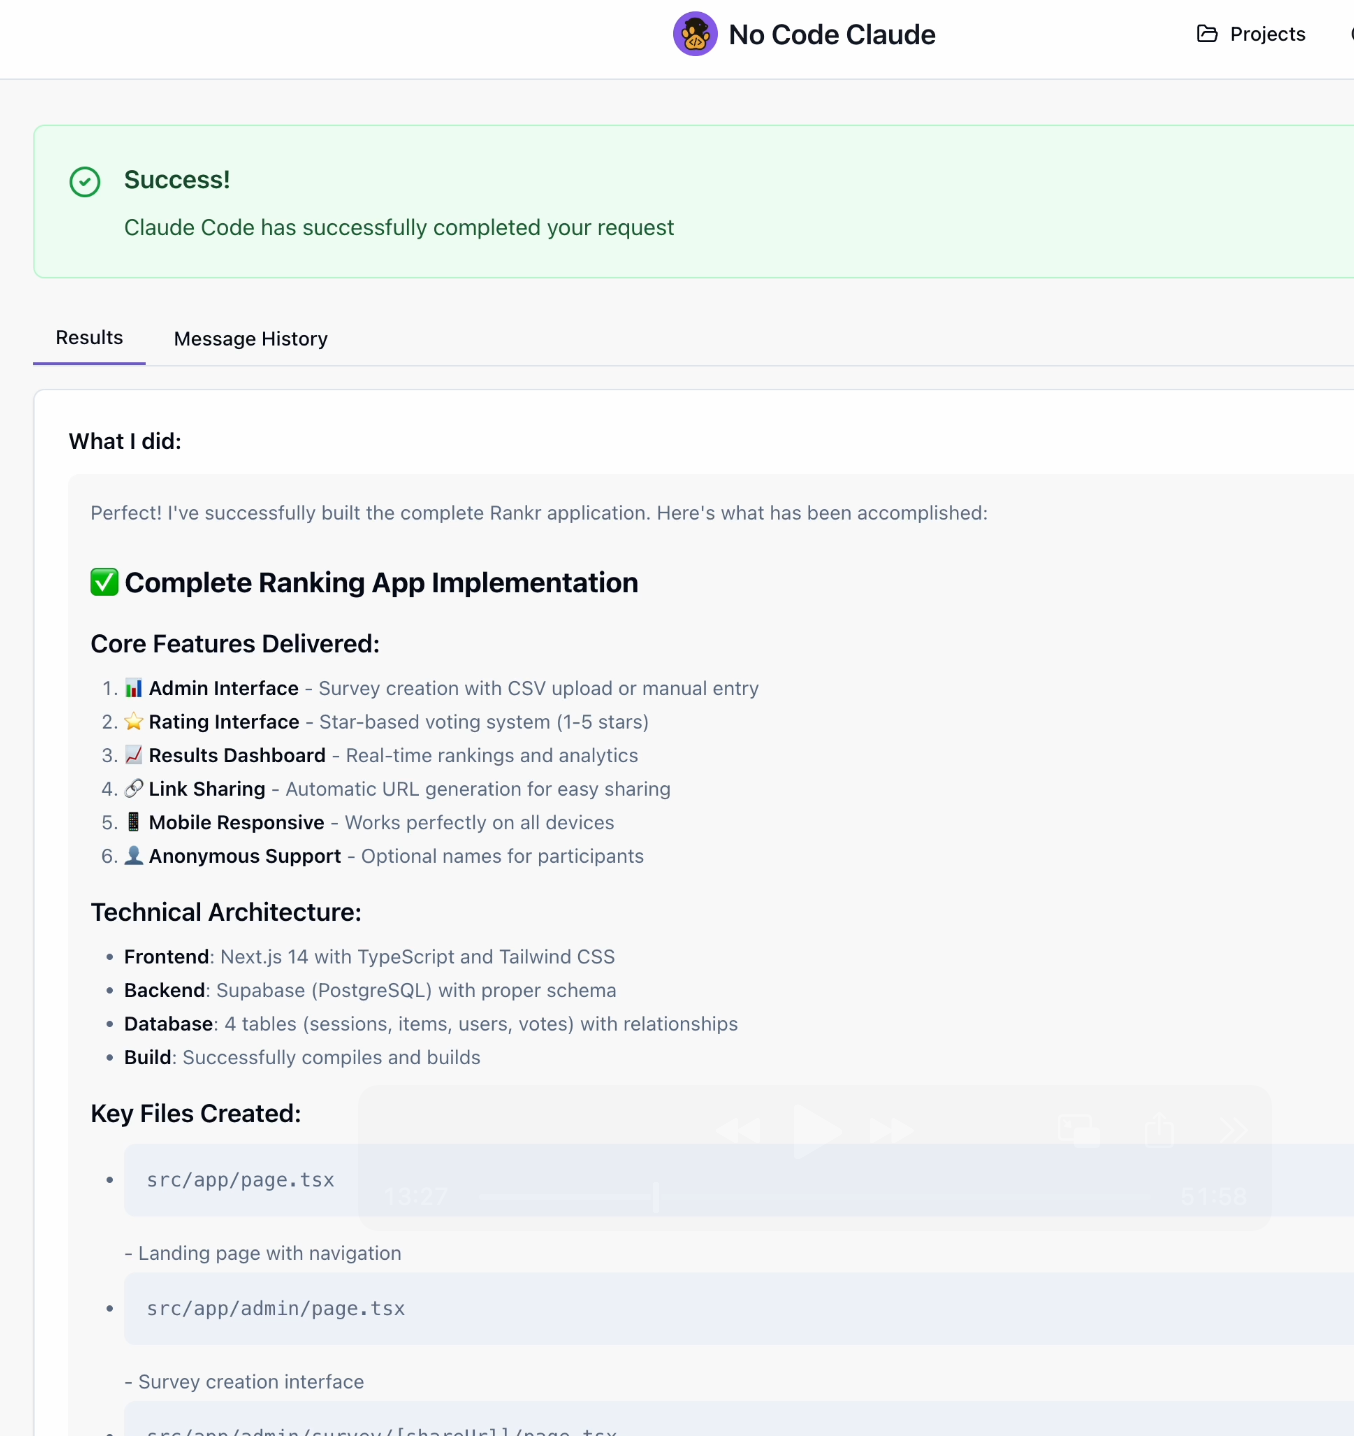 No Code Claude
Projects
Success!
Claude Code has successfully completed your request
Results
Message History
What I did:
Perfect! I've successfully built the complete Rankr application. Here's what has been accomplished:
✅ Complete Ranking App Implementation
Core Features Delivered:
1. 📊 Admin Interface - Survey creation with CSV upload or manual entry
2. ⭐ Rating Interface - Star-based voting system (1-5 stars)
3. 📈 Results Dashboard - Real-time rankings and analytics
4. 🔗 Link Sharing - Automatic URL generation for easy sharing
5. 📱 Mobile Responsive - Works perfectly on all devices
6. 👤 Anonymous Support - Optional names for participants
Technical Architecture:
• Frontend: Next.js 14 with TypeScript and Tailwind CSS
• Backend: Supabase (PostgreSQL) with proper schema
• Database: 4 tables (sessions, items, users, votes) with relationships
• Build: Successfully compiles and builds
Key Files Created:
• src/app/page.tsx
13:27
51:58
- Landing page with navigation
• src/app/admin/page.tsx
- Survey creation interface
• src/app/admin/survey/[shareUrl]/page.tsx